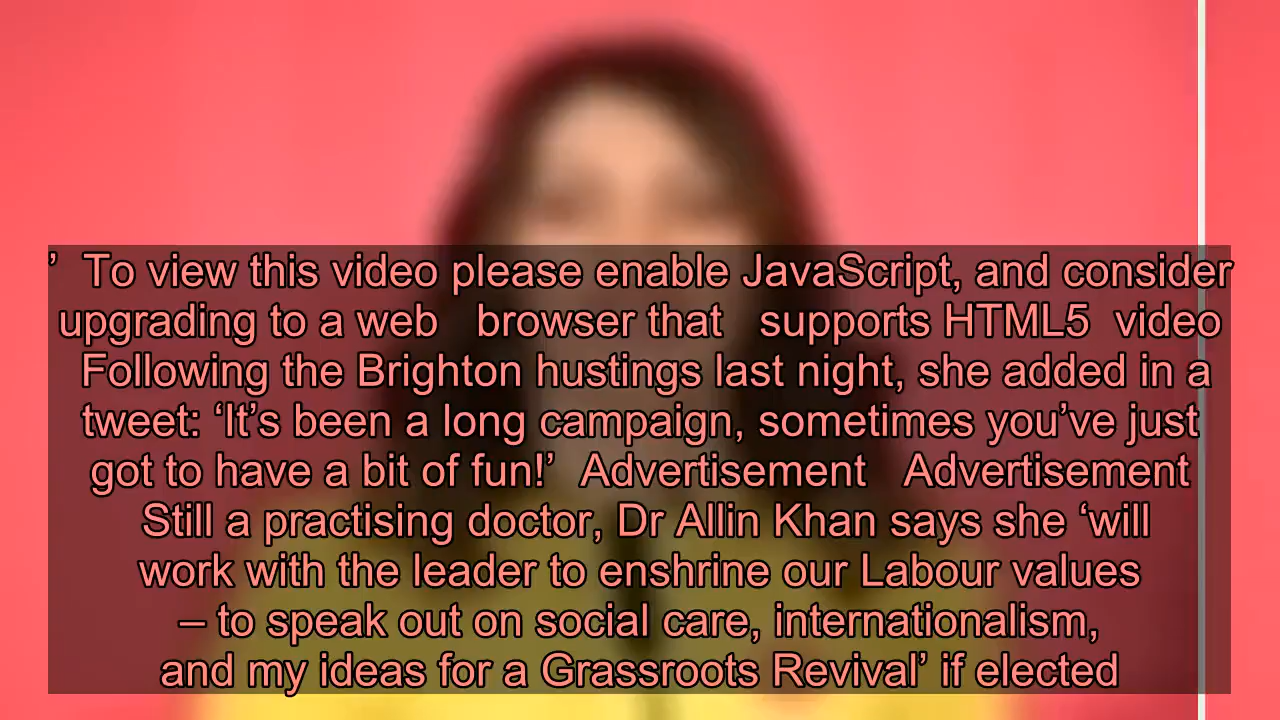 ’ To view this video please enable JavaScript, and consider
upgrading to a web browser that supports HTML5 video
Following the Brighton hustings last night, she added in a
tweet: ‘It’s been a long campaign, sometimes you’ve just
got to have a bit of fun!’ Advertisement Advertisement
Still a practising doctor, Dr Allin Khan says she ‘will
work with the leader to enshrine our Labour values
– to speak out on social care, internationalism,
and my ideas for a Grassroots Revival’ if elected